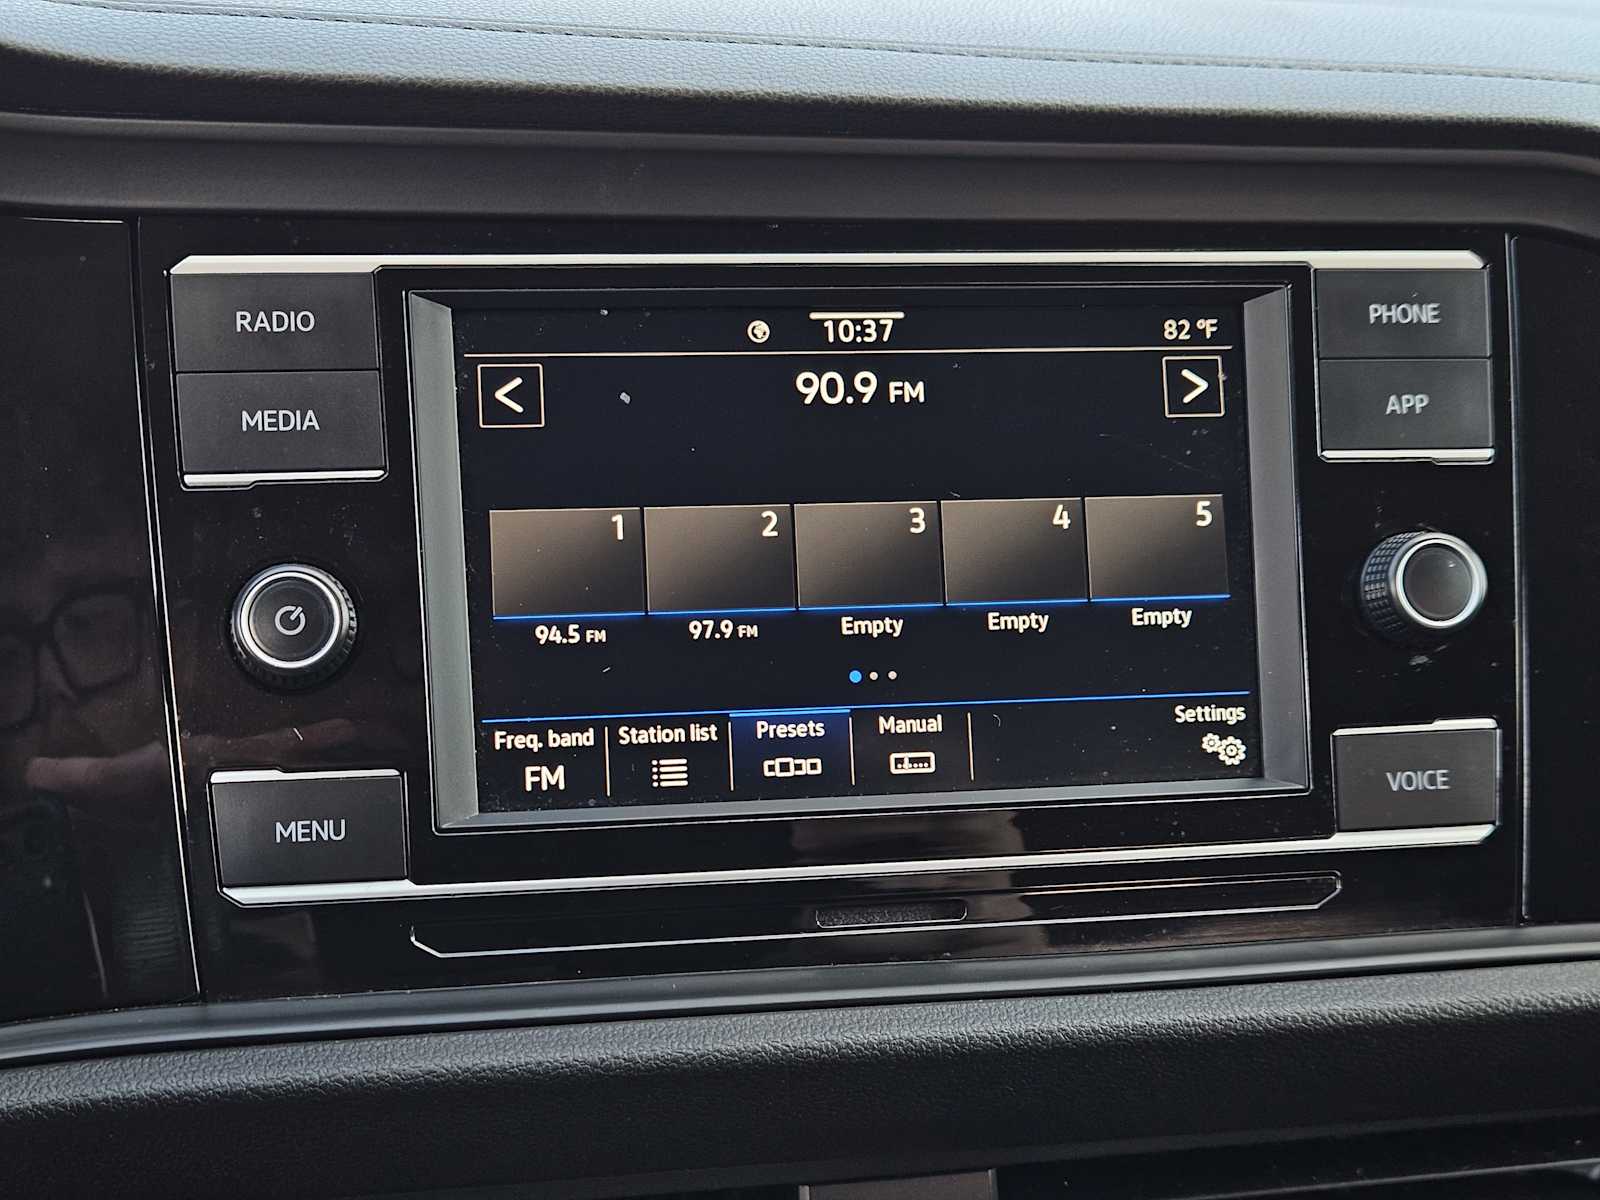 RADIO
MEDIA
MENU
10:37
82 °F
<
90.9 FM
>
1
2
3
4
5
94.5 FM
97.9 FM
Empty
Empty
Empty
Freq. band
FM
Station list
Presets
Manual
Settings
PHONE
APP
VOICE